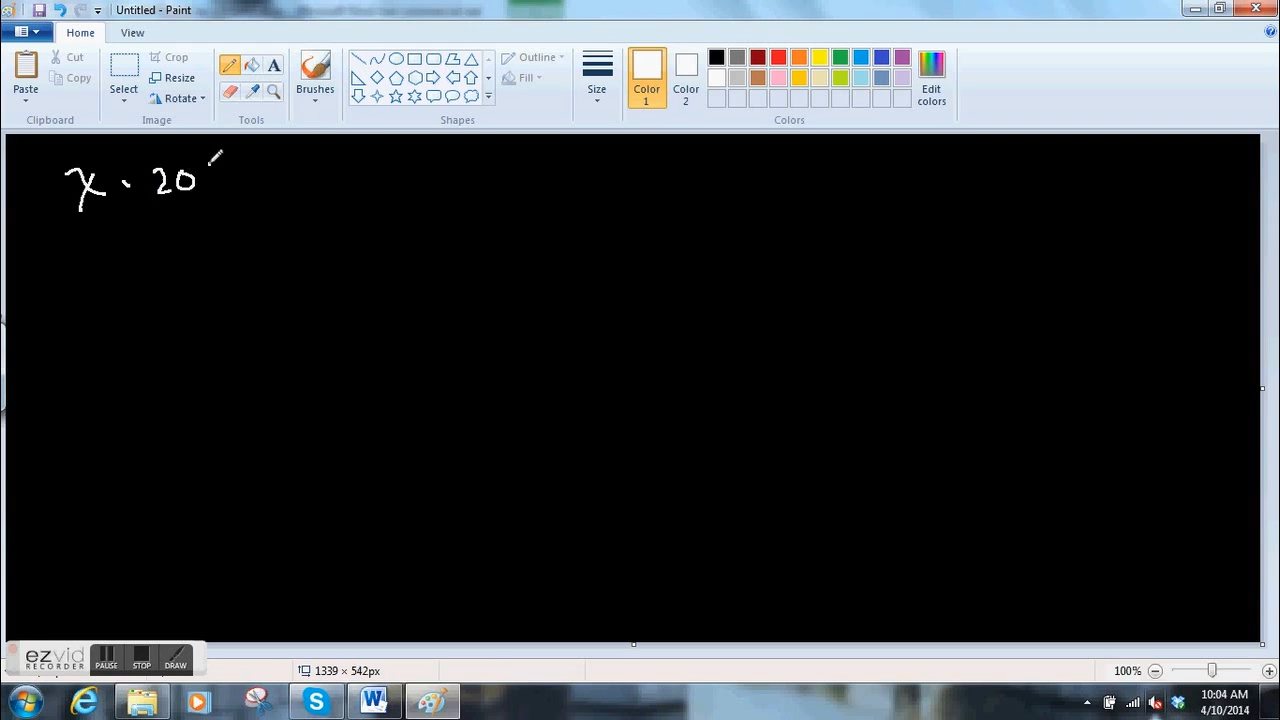 Untitled - Paint
Home View
Cut
Copy
Paste
Clipboard
Select
Crop
Resize
Rotate
Image
Tools
Brushes
Shapes
Outline
Fill
Size
Color 1
Color 2
Edit colors
Colors
x · 20
ezvid RECORDER
PAUSE STOP DRAW
1339 × 542px
100%
10:04 AM
4/10/2014